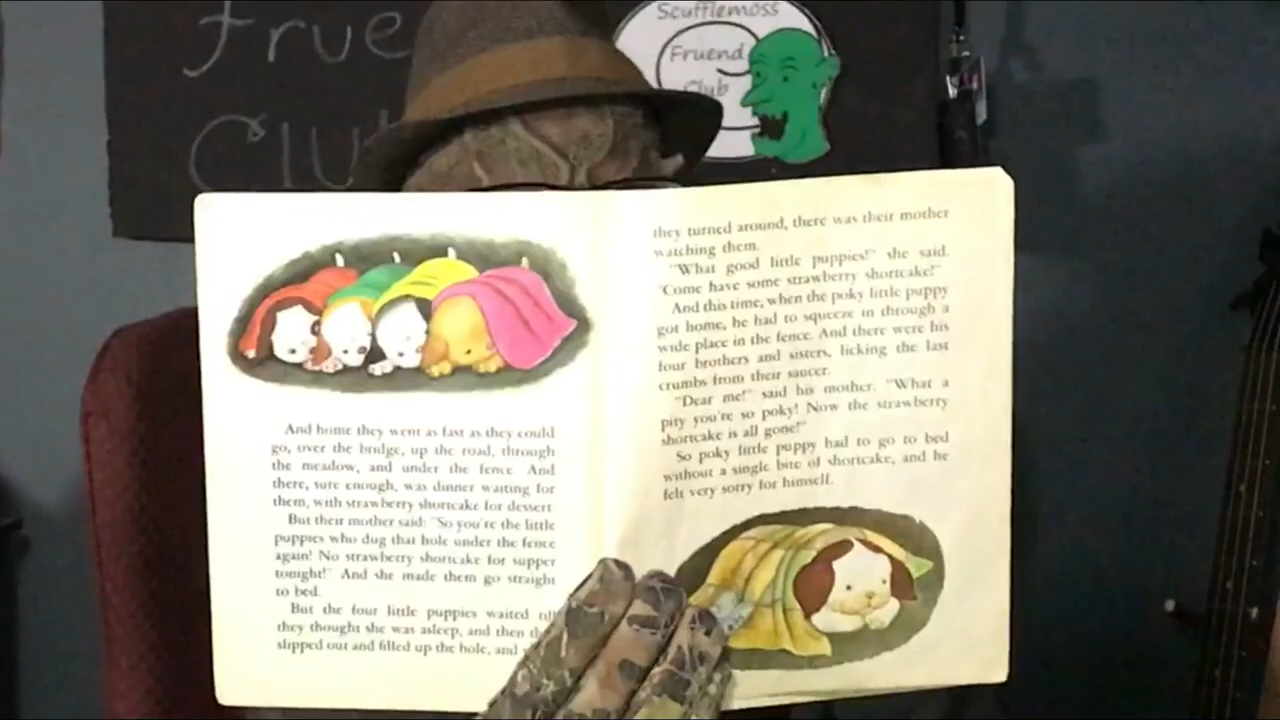 Frue
Clu
Scufflemoss
Fruend
Club
And home they went as fast as they could
go, over the bridge, up the road, through
the meadow, and under the fence. And
there, sure enough, was dinner waiting for
them, with strawberry shortcake for dessert.
But their mother said: "So you're the little
puppies who dug that hole under the fence
again! No strawberry shortcake for supper
tonight!" And she made them go straight
to bed.
But the four little puppies waited till
they thought she was asleep, and then
slipped out and filled up the hole, and
they turned around, there was their mother
watching them.
"What good little puppies!" she said.
"Come have some strawberry shortcake!"
And this time, when the poky little puppy
got home, he had to squeeze in through a
wide place in the fence. And there were his
four brothers and sisters, licking the last
crumbs from their saucer.
"Dear me!" said his mother. "What a
pity you're so poky! Now the strawberry
shortcake is all gone!"
So poky little puppy had to go to bed
without a single bite of shortcake, and he
felt very sorry for himself.